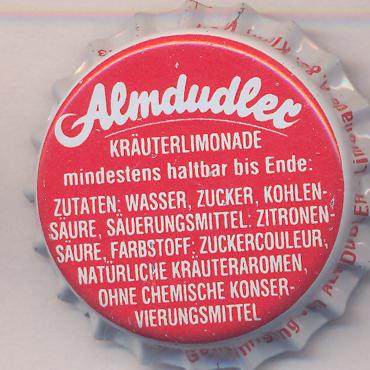 Almdudler
KRÄUTERLIMONADE
mindestens haltbar bis Ende:
ZUTATEN: WASSER, ZUCKER, KOHLEN-
SÄURE, SÄUERUNGSMITTEL: ZITRONEN-
SÄURE, FARBSTOFF: ZUCKERCOULEUR,
NATÜRLICHE KRÄUTERAROMEN,
OHNE CHEMISCHE KONSER-
VIERUNGSMITTEL